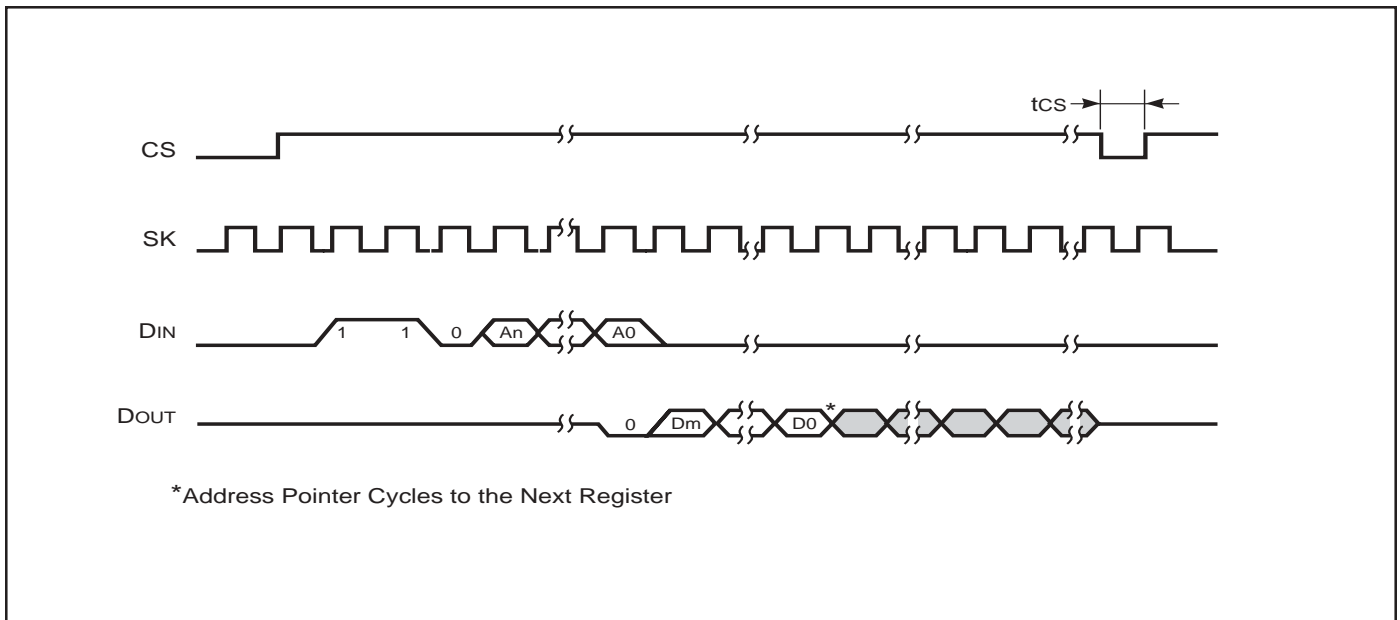 tCS
CS
SK
DIN 1 1 0 An A0
DOUT 0 Dm D0 *
*Address Pointer Cycles to the Next Register